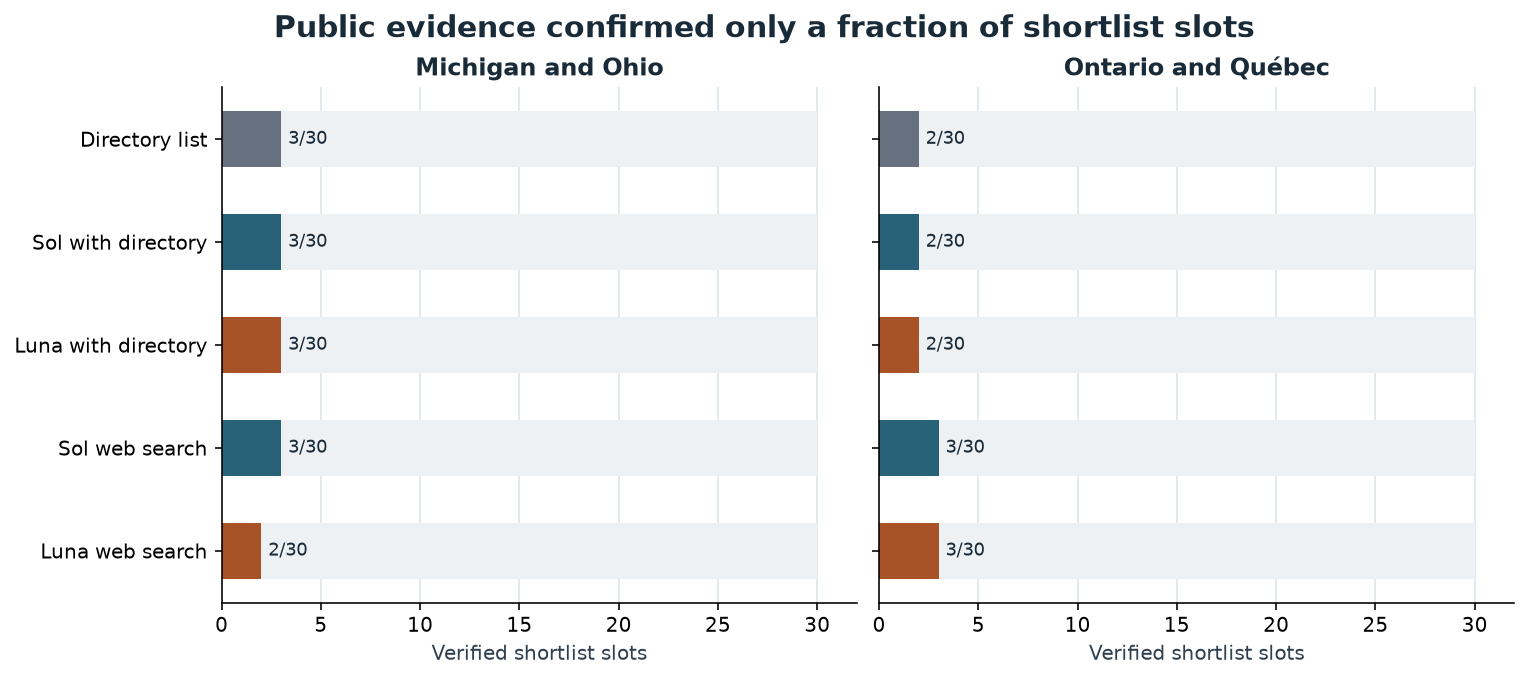 Public evidence confirmed only a fraction of shortlist slots
Michigan and Ohio
Directory list
3/30
Sol with directory
3/30
Luna with directory
3/30
Sol web search
3/30
Luna web search
2/30
0 5 10 15 20 25 30
Verified shortlist slots
Ontario and Québec
2/30
2/30
2/30
3/30
3/30
0 5 10 15 20 25 30
Verified shortlist slots